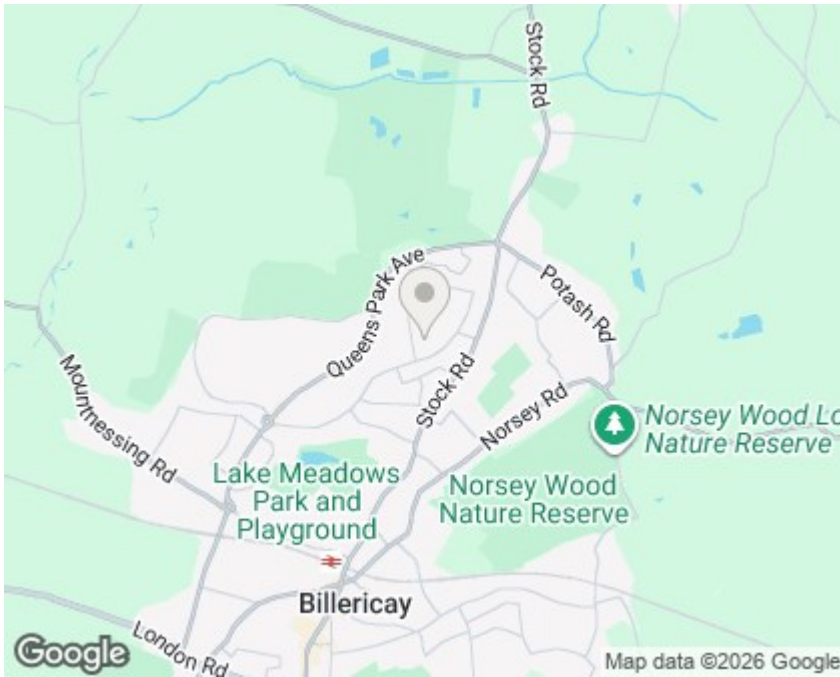 Stock Rd
Queens Park Ave
Potash Rd
Stock Rd
Mountnessing Rd
Norsey Rd
Norsey Wood Lo
Nature Reserve
Lake Meadows
Park and
Playground
Norsey Wood
Nature Reserve
Billericay
London Rd
Google
Map data ©2026 Google